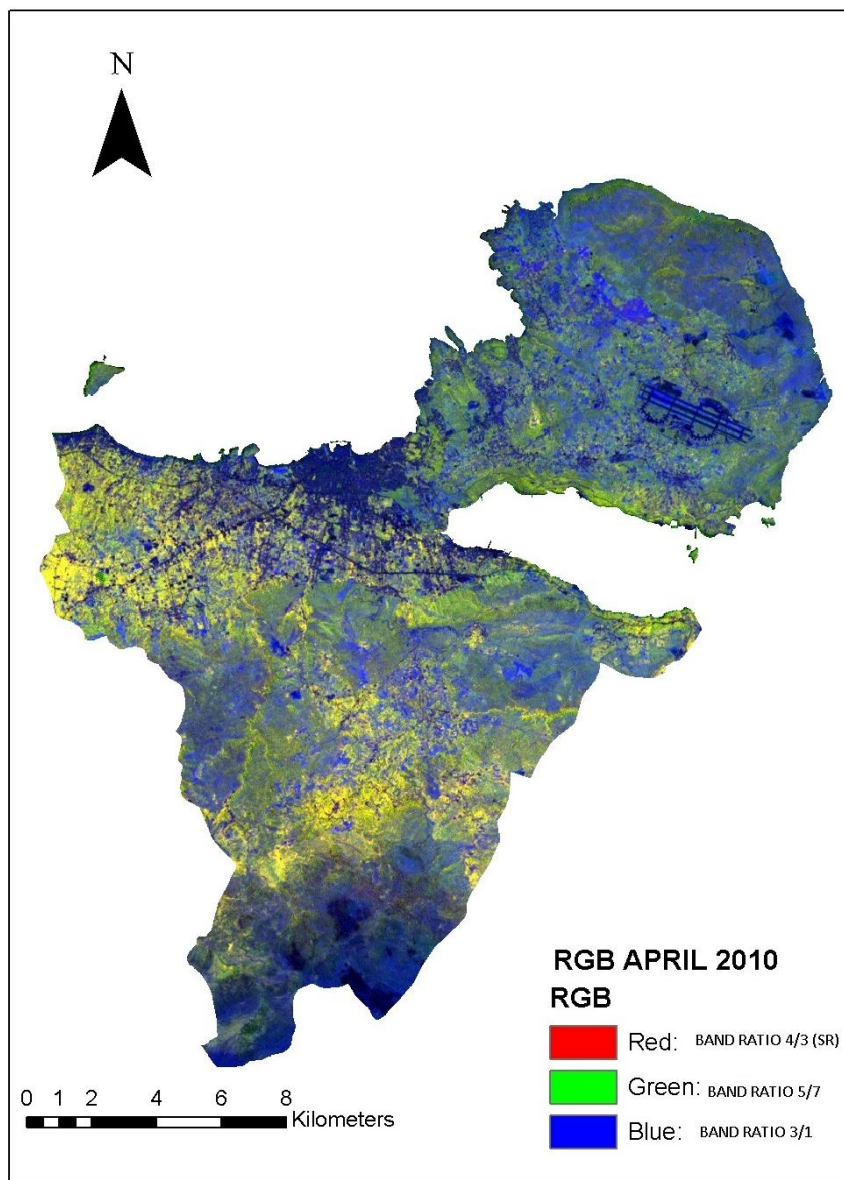 N
RGB APRIL 2010
RGB
Red: BAND RATIO 4/3 (SR)
Green: BAND RATIO 5/7
Blue: BAND RATIO 3/1
0 1 2 4 6 8
Kilometers